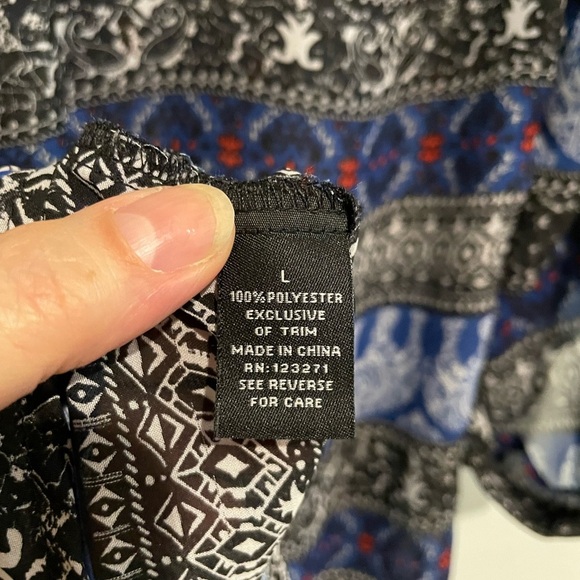 L
100%POLYESTER
EXCLUSIVE
OF TRIM
MADE IN CHINA
RN:123271
SEE REVERSE
FOR CARE